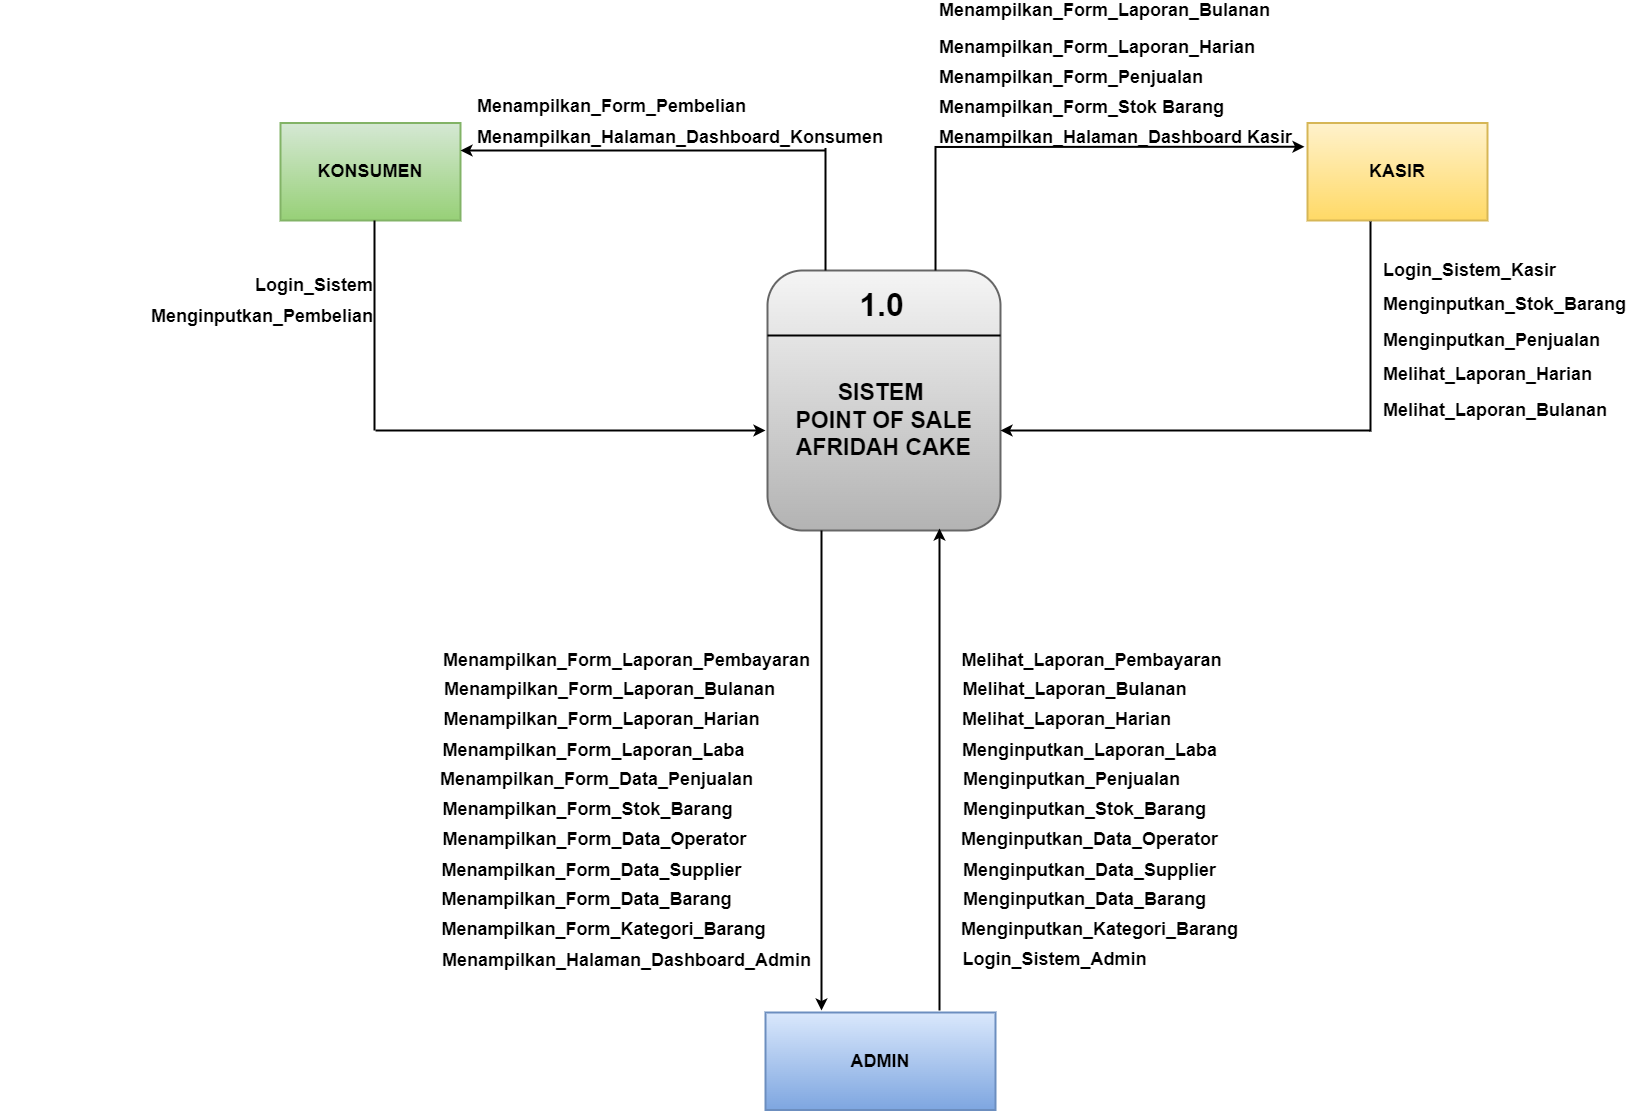 Menampilkan_Form_Laporan_Bulanan
Menampilkan_Form_Laporan_Harian
Menampilkan_Form_Penjualan
Menampilkan_Form_Stok Barang
Menampilkan_Halaman_Dashboard Kasir
Menampilkan_Form_Pembelian
Menampilkan_Halaman_Dashboard_Konsumen
KONSUMEN
KASIR
Login_Sistem
Menginputkan_Pembelian
1.0
SISTEM
POINT OF SALE
AFRIDAH CAKE
Login_Sistem_Kasir
Menginputkan_Stok_Barang
Menginputkan_Penjualan
Melihat_Laporan_Harian
Melihat_Laporan_Bulanan
Menampilkan_Form_Laporan_Pembayaran
Menampilkan_Form_Laporan_Bulanan
Menampilkan_Form_Laporan_Harian
Menampilkan_Form_Laporan_Laba
Menampilkan_Form_Data_Penjualan
Menampilkan_Form_Stok_Barang
Menampilkan_Form_Data_Operator
Menampilkan_Form_Data_Supplier
Menampilkan_Form_Data_Barang
Menampilkan_Form_Kategori_Barang
Menampilkan_Halaman_Dashboard_Admin
Melihat_Laporan_Pembayaran
Melihat_Laporan_Bulanan
Melihat_Laporan_Harian
Menginputkan_Laporan_Laba
Menginputkan_Penjualan
Menginputkan_Stok_Barang
Menginputkan_Data_Operator
Menginputkan_Data_Supplier
Menginputkan_Data_Barang
Menginputkan_Kategori_Barang
Login_Sistem_Admin
ADMIN